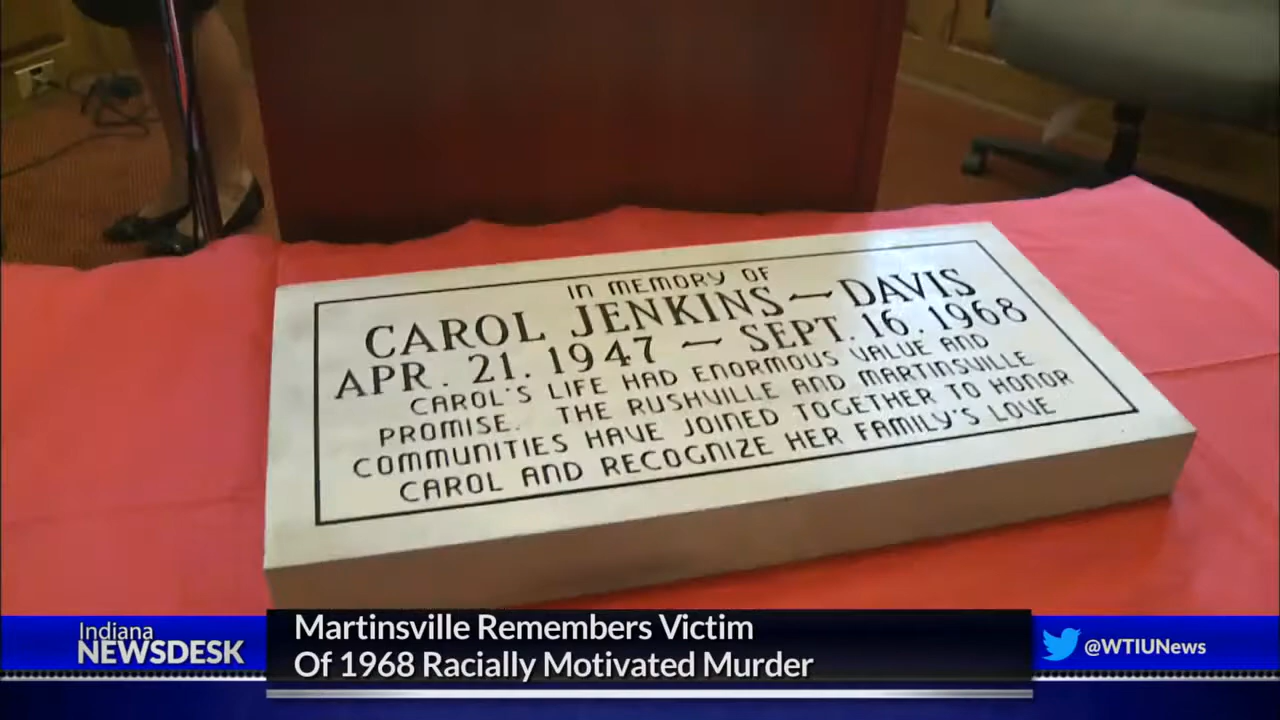 IN MEMORY OF
CAROL JENKINS ~ DAVIS
APR. 21. 1947 ~ SEPT. 16. 1968
CAROL'S LIFE HAD ENORMOUS VALUE AND
PROMISE. THE RUSHVILLE AND MARTINSVILLE
COMMUNITIES HAVE JOINED TOGETHER TO HONOR
CAROL AND RECOGNIZE HER FAMILY'S LOVE
Indiana
NEWSDESK
Martinsville Remembers Victim
Of 1968 Racially Motivated Murder
@WTIUNews